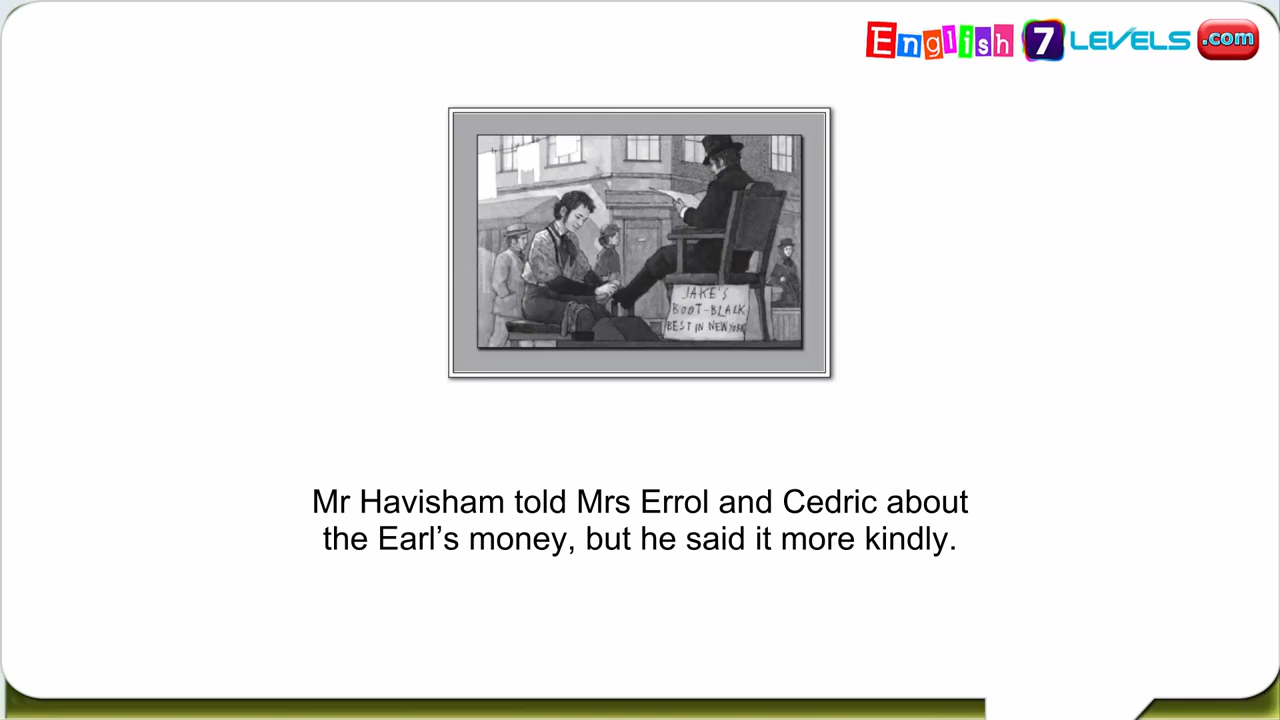 English 7 LEVELS .com
JAKE'S
BOOT-BLACK
BEST IN NEW YORK
Mr Havisham told Mrs Errol and Cedric about
the Earl’s money, but he said it more kindly.